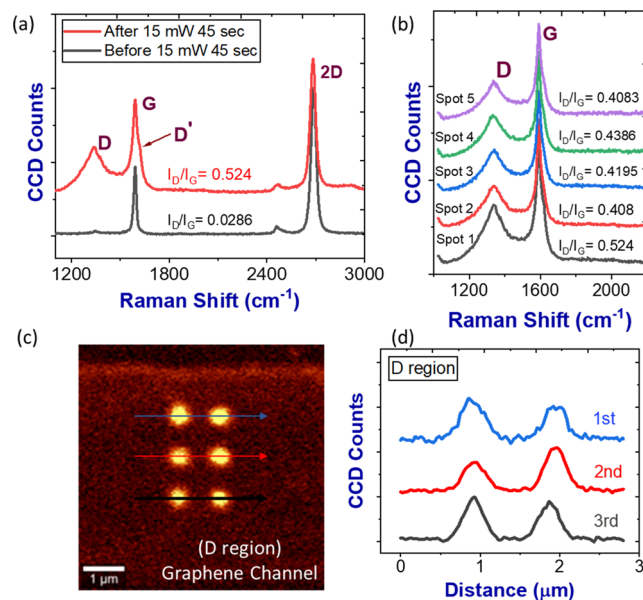 (a)
After 15 mW 45 sec
Before 15 mW 45 sec
2D
G
D'
D
I_D/I_G = 0.524
I_D/I_G = 0.0286
CCD Counts
1200 1800 2400 3000
Raman Shift (cm⁻¹)
(b)
G
D
Spot 5 I_D/I_G = 0.4083
Spot 4 I_D/I_G = 0.4386
Spot 3 I_D/I_G = 0.4195
Spot 2 I_D/I_G = 0.408
Spot 1 I_D/I_G = 0.524
CCD Counts
1200 1600 2000
Raman Shift (cm⁻¹)
(c)
(D region)
Graphene Channel
1 μm
(d)
D region
1st
2nd
3rd
CCD Counts
0 1 2 3
Distance (μm)